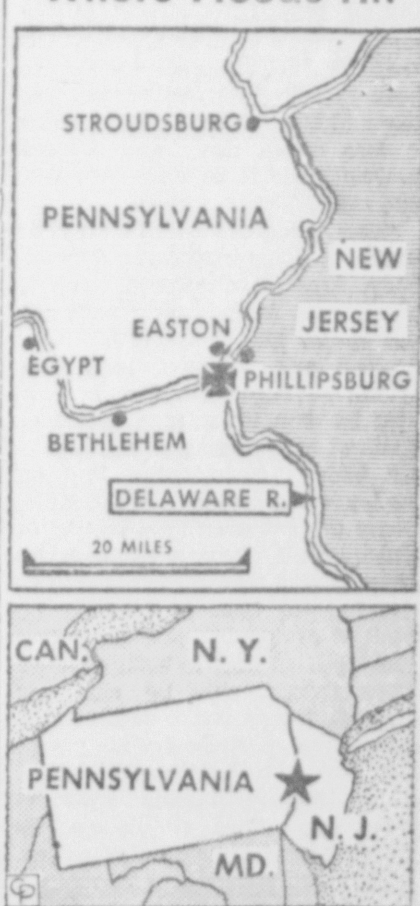 STROUDSBURG
PENNSYLVANIA
NEW
JERSEY
EASTON
EGYPT
PHILLIPSBURG
BETHLEHEM
DELAWARE R.
20 MILES
CAN.
N. Y.
PENNSYLVANIA
N. J.
MD.